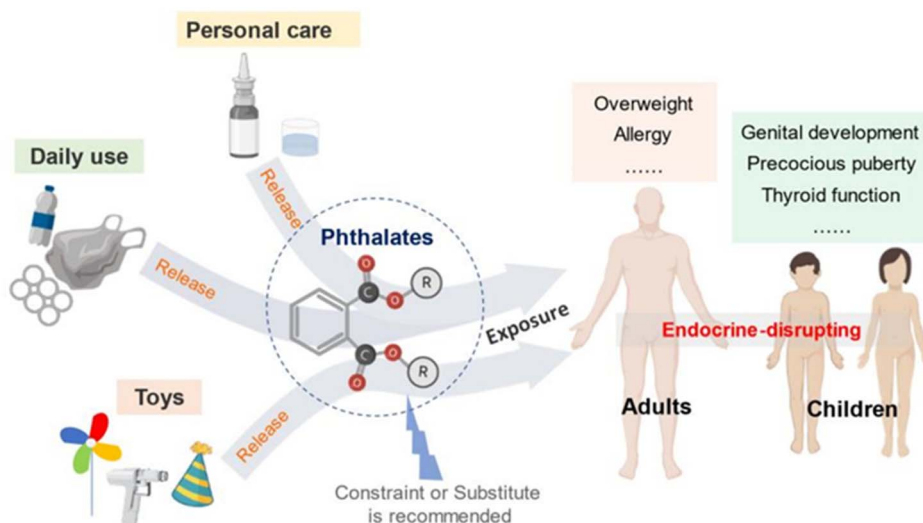 Personal care
Daily use
Toys
Release
Release
Release
Phthalates
O
C
O
R
C
O
O
R
Exposure
Constraint or Substitute
is recommended
Overweight
Allergy
......
Genital development
Precocious puberty
Thyroid function
......
Endocrine-disrupting
Adults
Children